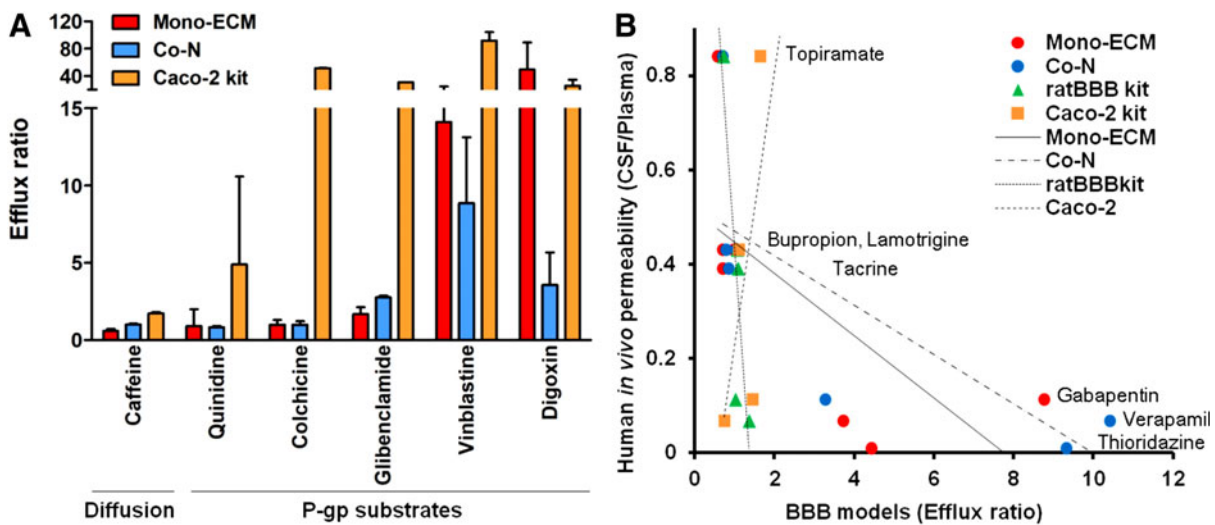 A
Efflux ratio
120
80
40
15
10
5
0
Mono-ECM
Co-N
Caco-2 kit
Caffeine
Quinidine
Colchicine
Glibenclamide
Vinblastine
Digoxin
Diffusion
P-gp substrates
B
Human in vivo permeability (CSF/Plasma)
0.8
0.6
0.4
0.2
0
Topiramate
Mono-ECM
Co-N
ratBBB kit
Caco-2 kit
Mono-ECM
Co-N
ratBBBkit
Caco-2
Bupropion, Lamotrigine
Tacrine
Gabapentin
Verapamil
Thioridazine
0 2 4 6 8 10 12
BBB models (Efflux ratio)